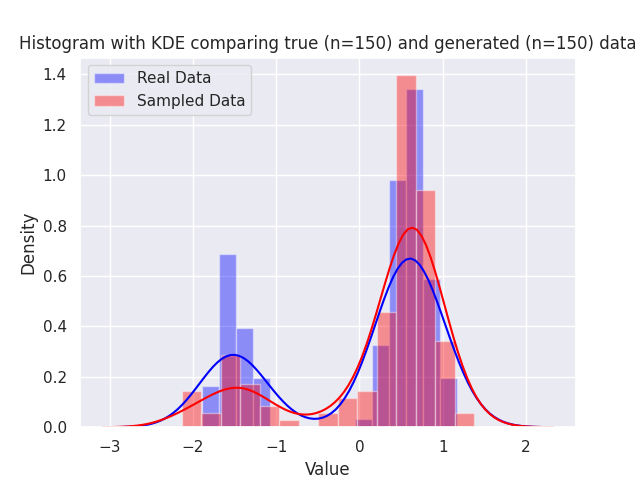 Histogram with KDE comparing true (n=150) and generated (n=150) data
Real Data
Sampled Data
1.4
1.2
1.0
0.8
0.6
0.4
0.2
0.0
Density
−3
−2
−1
0
1
2
Value